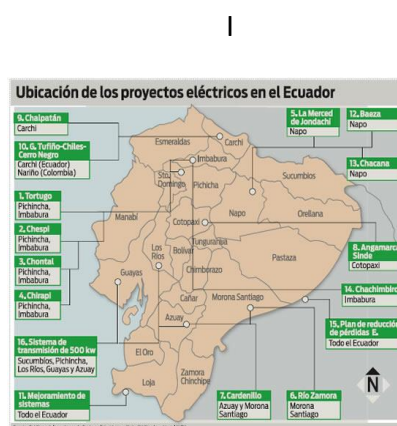 I
Ubicación de los proyectos eléctricos en el Ecuador
9. Chalpatán
Carchi
10. G. Tufiño-Chiles-
Cerro Negro
Carchi (Ecuador)
Nariño (Colombia)
1. Tortugo
Pichincha,
Imbabura
2. Chespi
Pichincha,
Imbabura
3. Chontal
Pichincha,
Imbabura
4. Chirapi
Pichincha,
Imbabura
16. Sistema de
transmisión de 500 kw
Sucumbíos, Pichincha,
Los Ríos, Guayas y Azuay
11. Mejoramiento de
sistemas
Todo el Ecuador
5. La Merced
de Jondachi
Napo
12. Baeza
Napo
13. Chacana
Napo
8. Angamarca
Sinde
Cotopaxi
14. Chachimbiro
Imbabura
15. Plan de reducción
de pérdidas E.
Todo el Ecuador
7. Cardenillo
Azuay y Morona
Santiago
6. Río Zamora
Morona
Santiago
Esmeraldas
Carchi
Imbabura
Sto.
Domingo
Pichincha
Sucumbios
Manabí
Napo
Orellana
Cotopaxi
Los
Ríos
Tungurahua
Bolívar
Pastaza
Guayas
Chimborazo
Cañar
Morona Santiago
Azuay
El Oro
Loja
Zamora
Chinchipe
N